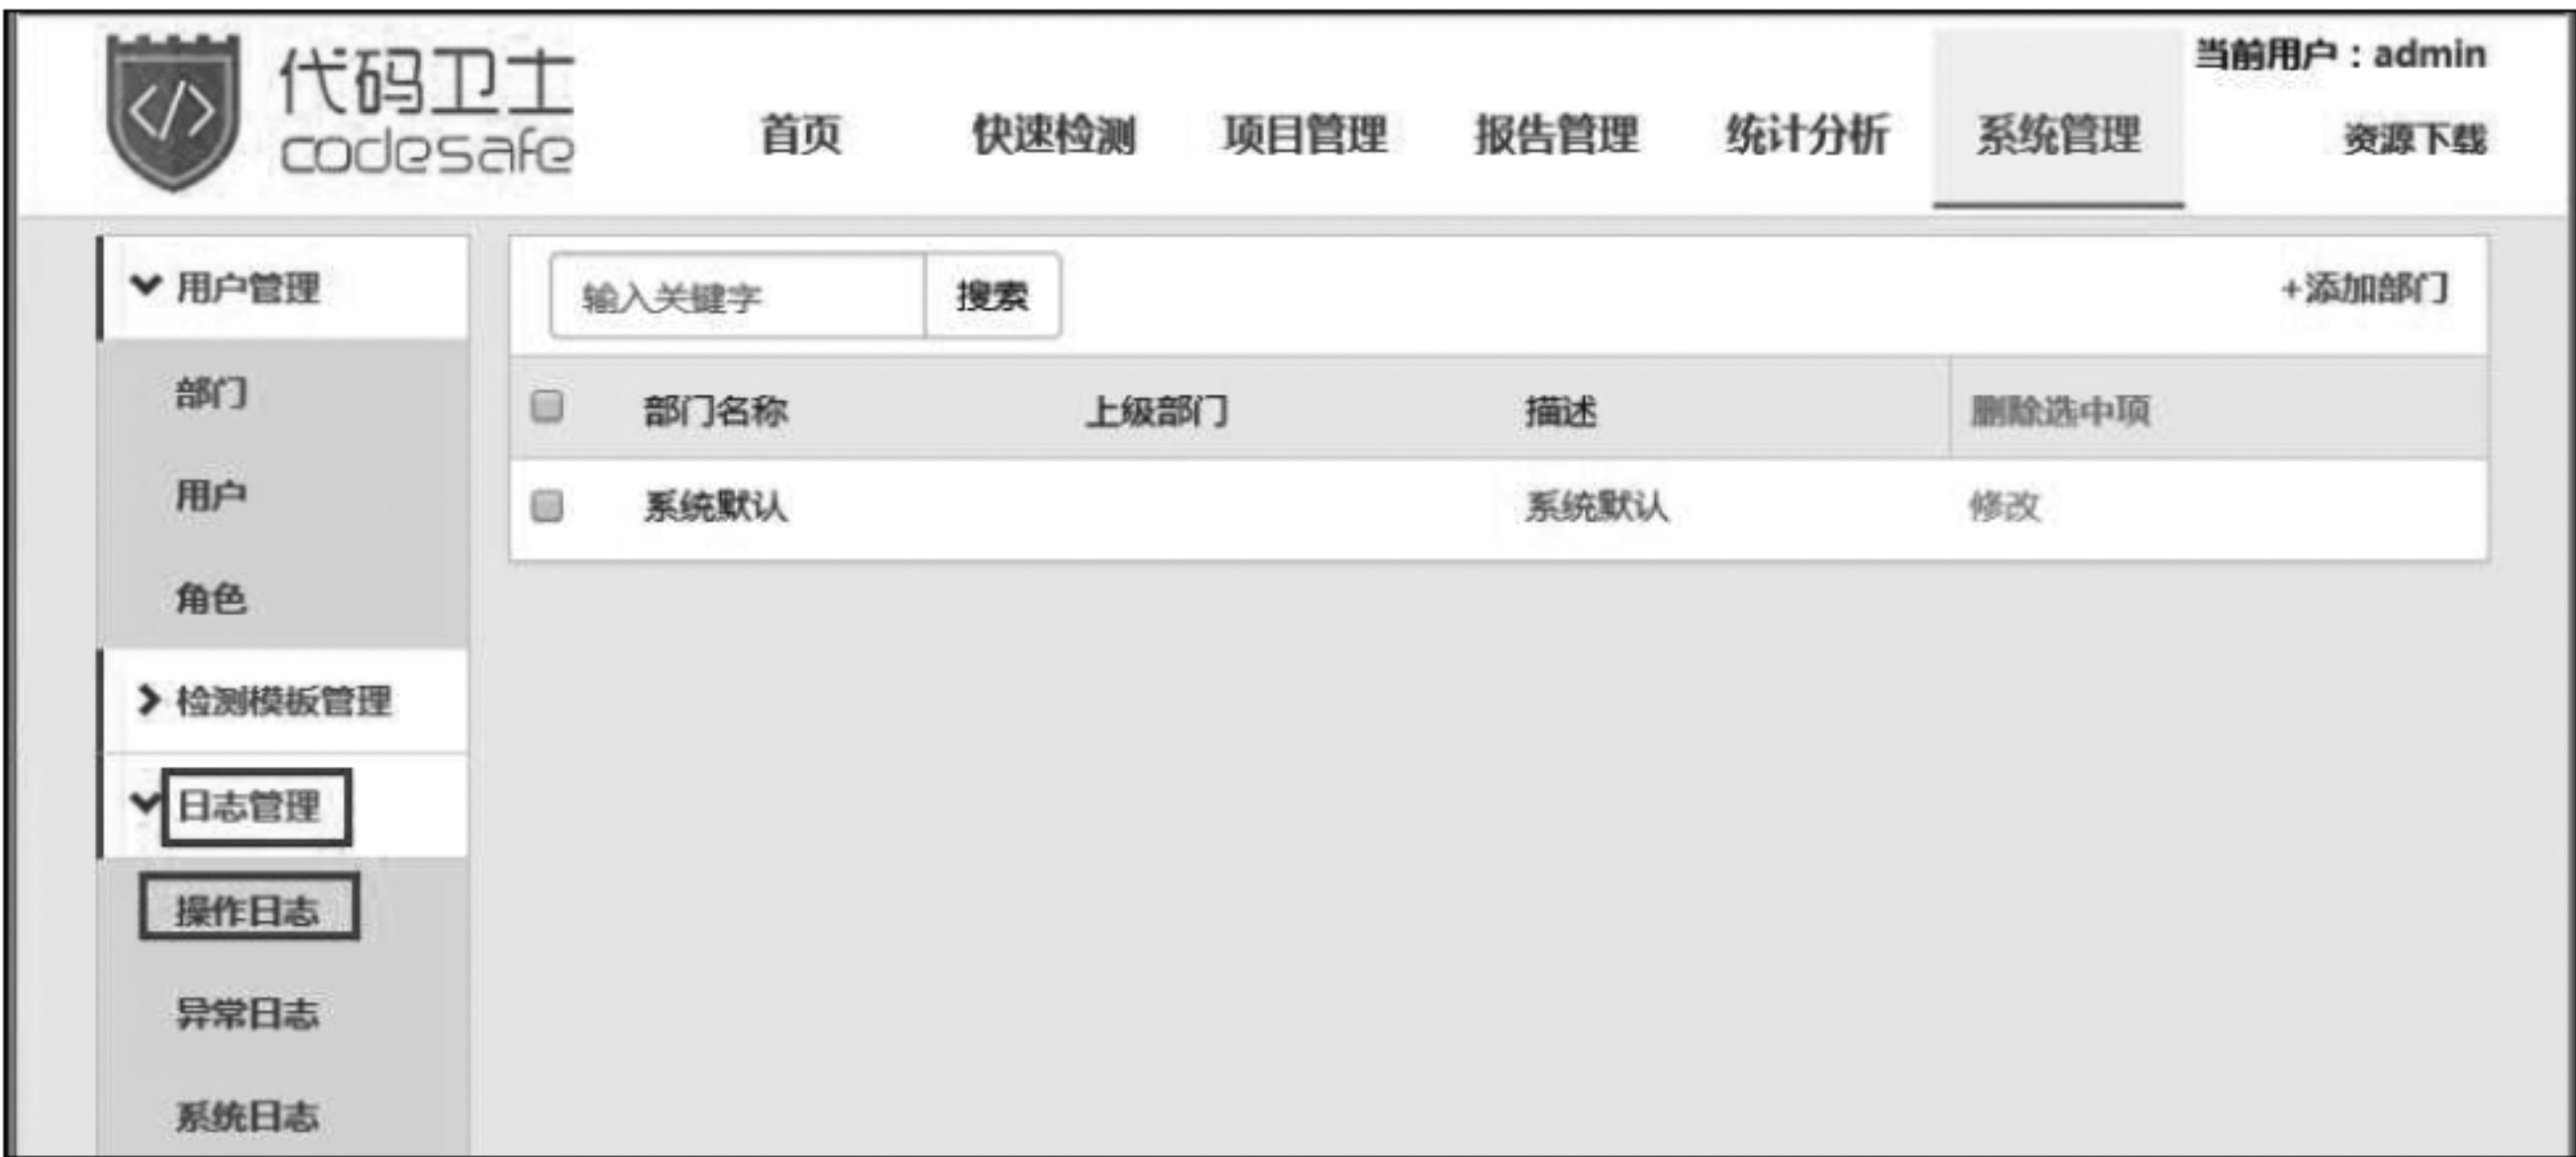 代码卫士
codesafe
首页 快速检测 项目管理 报告管理 统计分析 系统管理
当前用户：admin
资源下载
用户管理
部门
用户
角色
检测模板管理
日志管理
操作日志
异常日志
系统日志
输入关键字 搜索 +添加部门
部门名称 上级部门 描述 删除选中项
系统默认 系统默认 修改